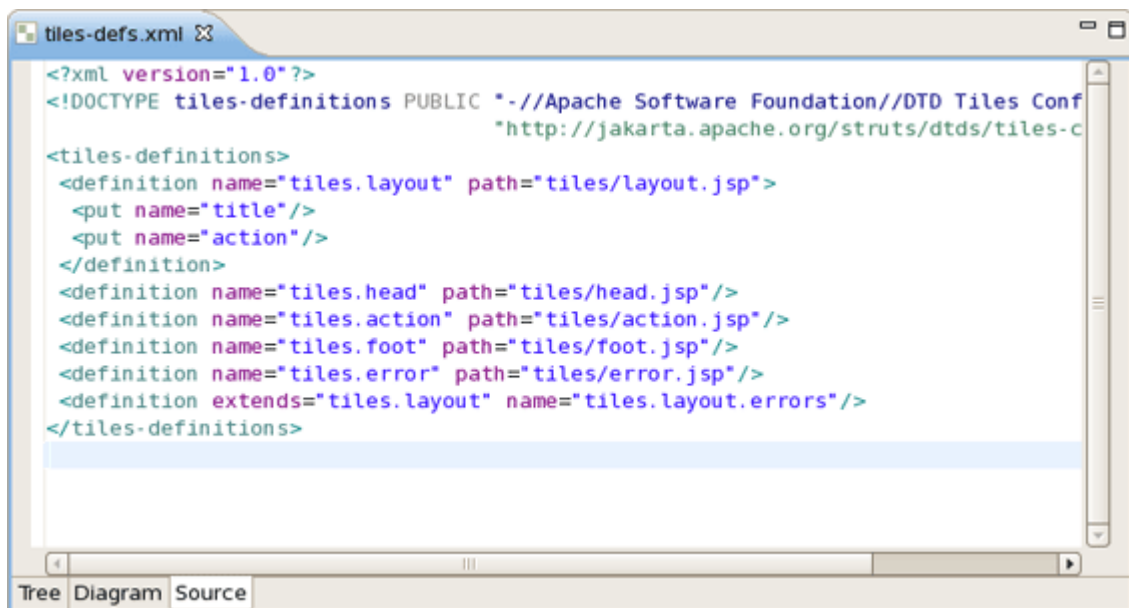 tiles-defs.xml
<?xml version="1.0"?>
<!DOCTYPE tiles-definitions PUBLIC "-//Apache Software Foundation//DTD Tiles Conf
"http://jakarta.apache.org/struts/dtds/tiles-c
<tiles-definitions>
<definition name="tiles.layout" path="tiles/layout.jsp">
<put name="title"/>
<put name="action"/>
</definition>
<definition name="tiles.head" path="tiles/head.jsp"/>
<definition name="tiles.action" path="tiles/action.jsp"/>
<definition name="tiles.foot" path="tiles/foot.jsp"/>
<definition name="tiles.error" path="tiles/error.jsp"/>
<definition extends="tiles.layout" name="tiles.layout.errors"/>
</tiles-definitions>
Tree Diagram Source